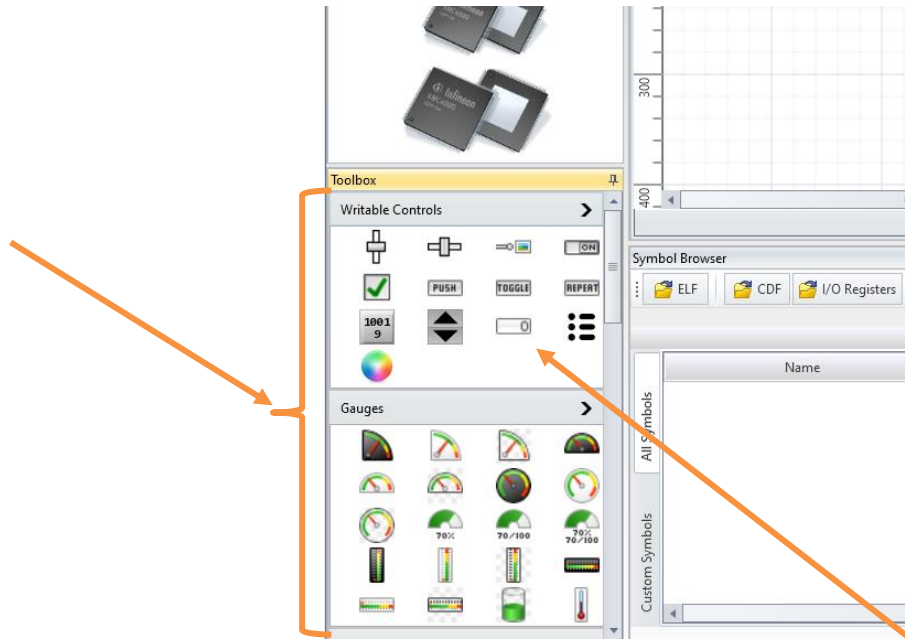 Infineon
XMC4000
300
400
Toolbox
Writable Controls
ON
PUSH
TOGGLE
REPEAT
1001
9
0
Gauges
70%
70/100
70%
70/100
Symbol Browser
ELF
CDF
I/O Registers
Name
All Symbols
Custom Symbols